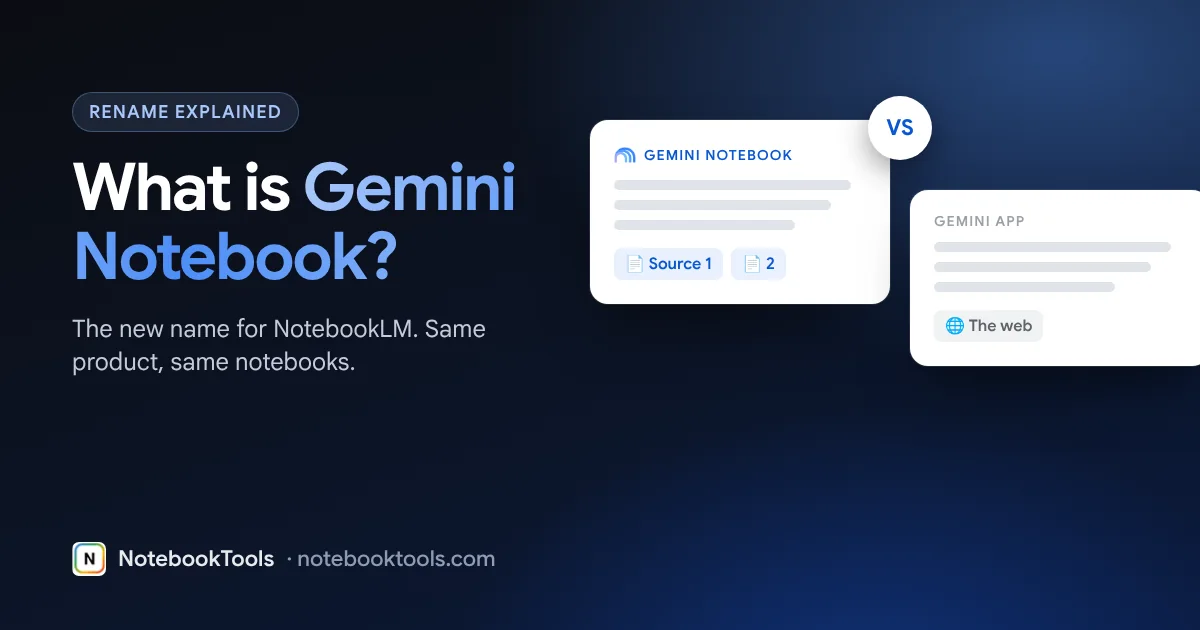 RENAME EXPLAINED
What is Gemini
Notebook?
The new name for NotebookLM. Same
product, same notebooks.
GEMINI NOTEBOOK
Source 1
2
VS
GEMINI APP
The web
N
NotebookTools · notebooktools.com